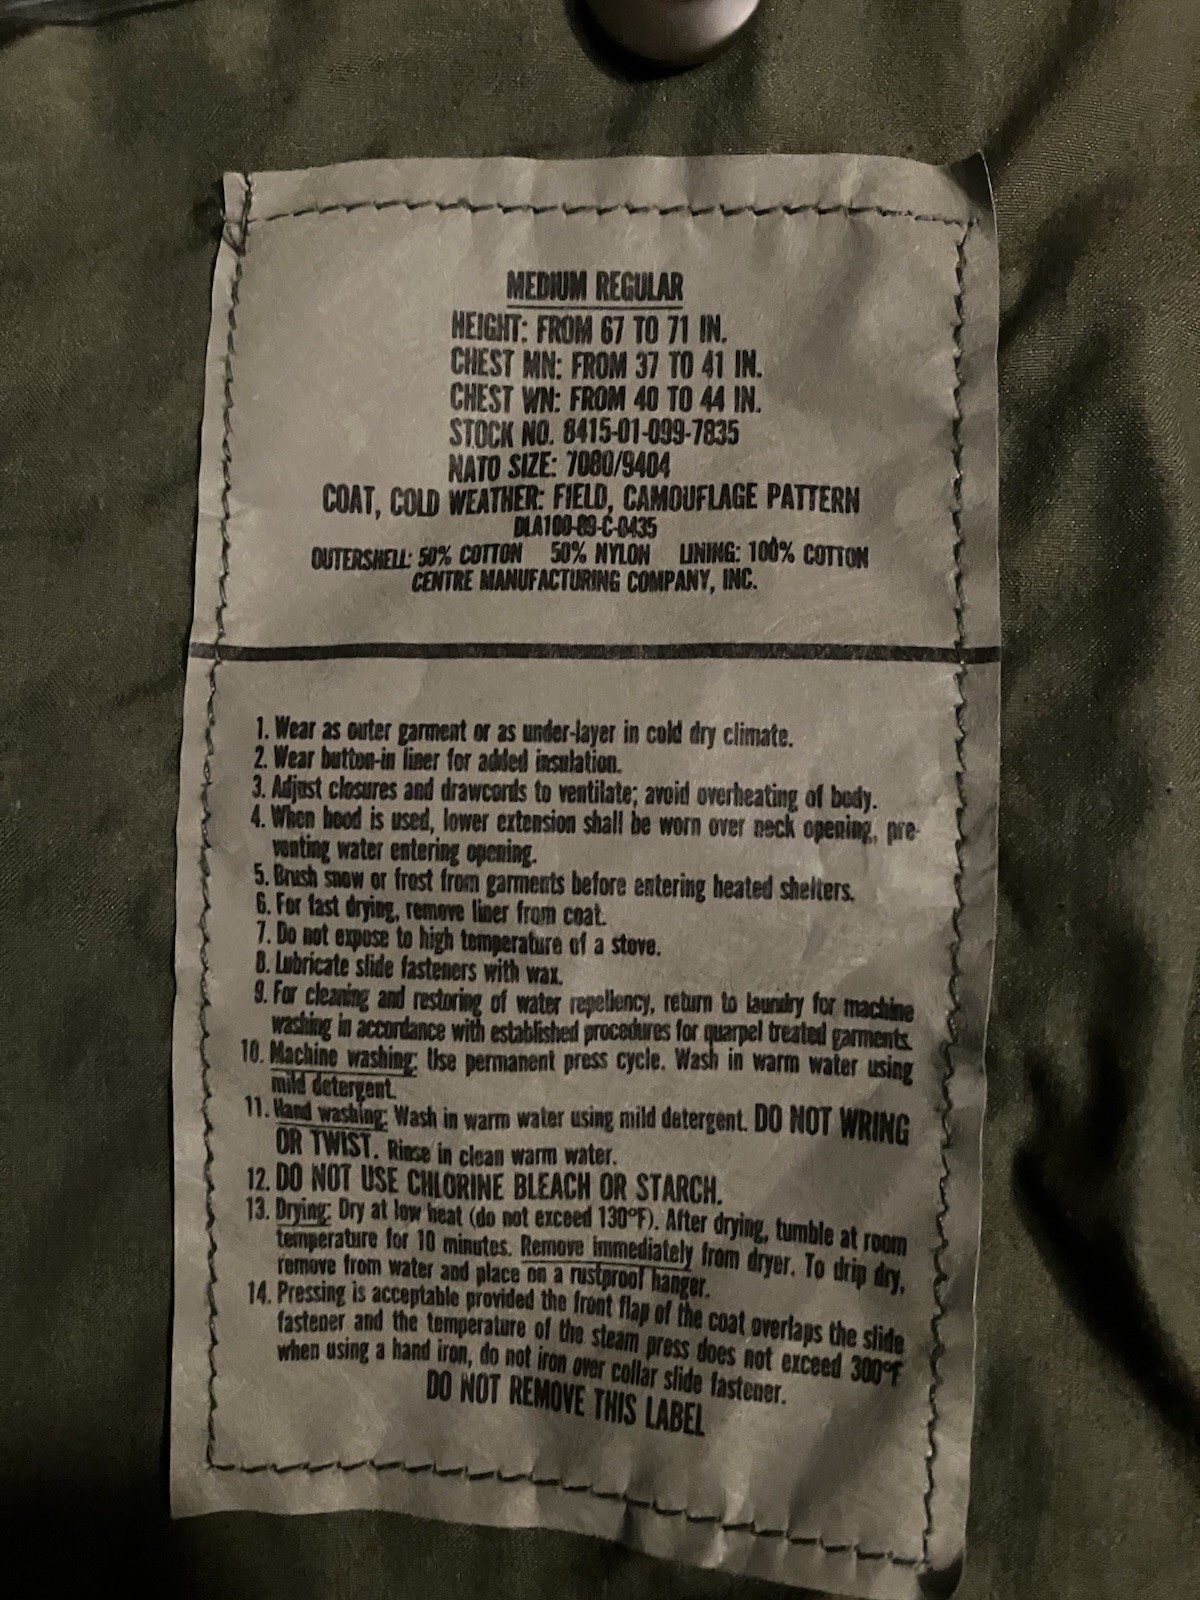 MEDIUM REGULAR
HEIGHT: FROM 67 TO 71 IN.
CHEST MN: FROM 37 TO 41 IN.
CHEST WN: FROM 40 TO 44 IN.
STOCK NO. 8415-01-099-7835
NATO SIZE: 7080/9404
COAT, COLD WEATHER: FIELD, CAMOUFLAGE PATTERN
DLA100-89-C-0435
OUTERSHELL: 50% COTTON 50% NYLON LINING: 100% COTTON
CENTRE MANUFACTURING COMPANY, INC.
1. Wear as outer garment or as under-layer in cold dry climate.
2. Wear button-in liner for added insulation.
3. Adjust closures and drawcords to ventilate; avoid overheating of body.
4. When hood is used, lower extension shall be worn over neck opening, pre-
venting water entering opening.
5. Brush snow or frost from garments before entering heated shelters.
6. For fast drying, remove liner from coat.
7. Do not expose to high temperature of a stove.
8. Lubricate slide fasteners with wax.
9. For cleaning and restoring of water repellency, return to laundry for machine
washing in accordance with established procedures for quarpel treated garments.
10. Machine washing: Use permanent press cycle. Wash in warm water using
mild detergent.
11. Hand washing: Wash in warm water using mild detergent. DO NOT WRING
OR TWIST. Rinse in clean warm water.
12. DO NOT USE CHLORINE BLEACH OR STARCH.
13. Drying: Dry at low heat (do not exceed 130°F). After drying, tumble at room
temperature for 10 minutes. Remove immediately from dryer. To drip dry,
remove from water and place on a rustproof hanger.
14. Pressing is acceptable provided the front flap of the coat overlaps the slide
fastener and the temperature of the steam press does not exceed 300°F
when using a hand iron, do not iron over collar slide fastener.
DO NOT REMOVE THIS LABEL